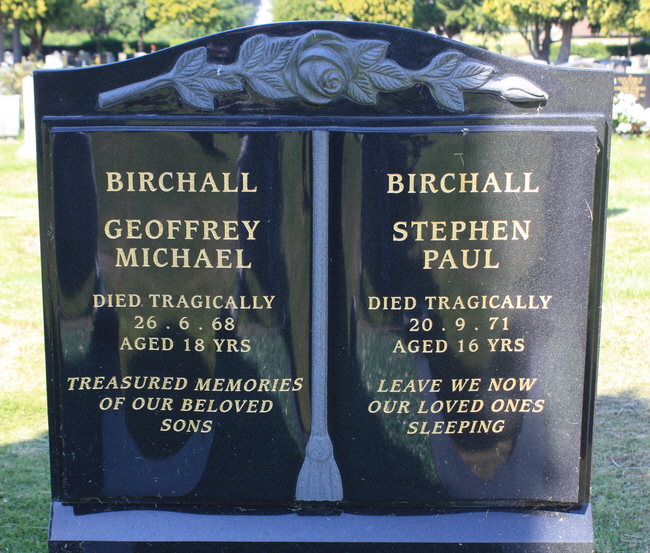 BIRCHALL
GEOFFREY
MICHAEL
DIED TRAGICALLY
26 . 6 . 68
AGED 18 YRS
TREASURED MEMORIES
OF OUR BELOVED
SONS
BIRCHALL
STEPHEN
PAUL
DIED TRAGICALLY
20 . 9 . 71
AGED 16 YRS
LEAVE WE NOW
OUR LOVED ONES
SLEEPING